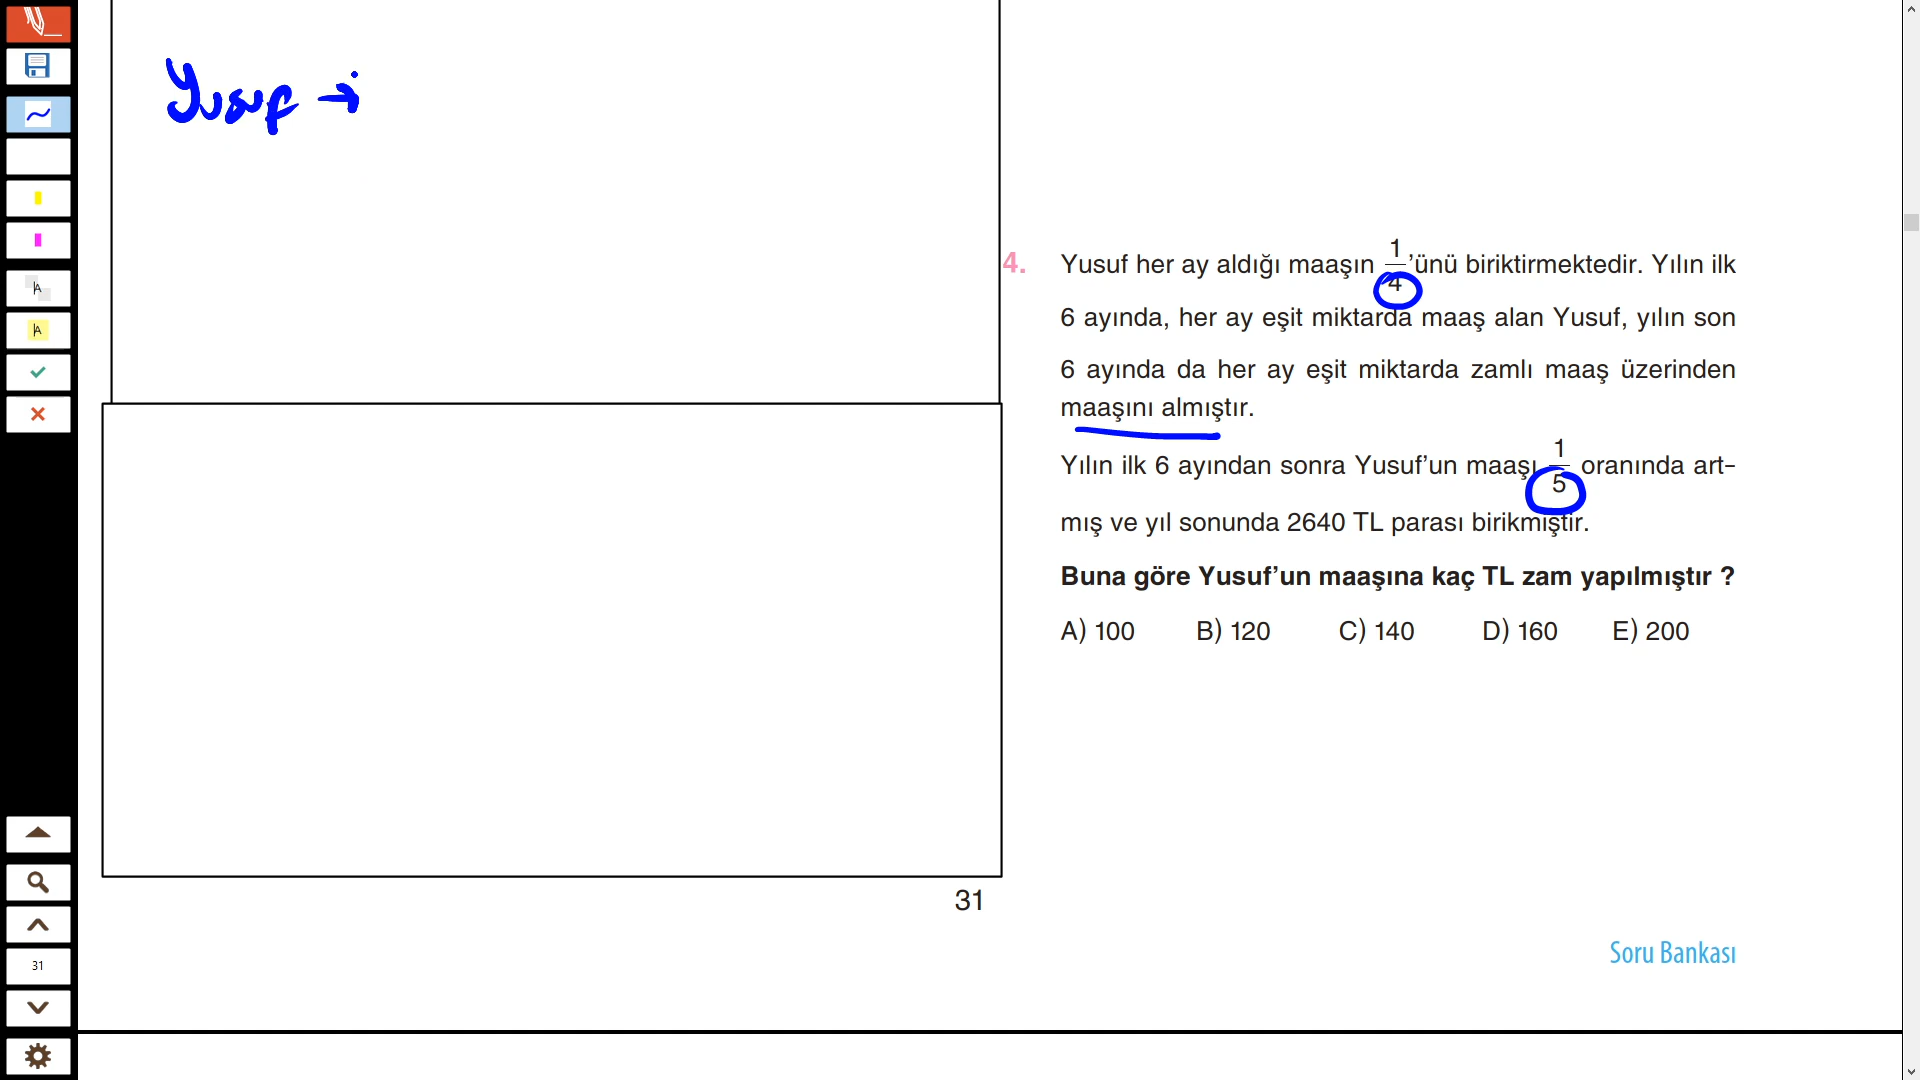 Yusuf →
4. Yusuf her ay aldığı maaşın 1/4 'ünü biriktirmektedir. Yılın ilk
6 ayında, her ay eşit miktarda maaş alan Yusuf, yılın son
6 ayında da her ay eşit miktarda zamlı maaş üzerinden
maaşını almıştır.
Yılın ilk 6 ayından sonra Yusuf'un maaşı 1/5 oranında art-
mış ve yıl sonunda 2640 TL parası birikmiştir.
Buna göre Yusuf'un maaşına kaç TL zam yapılmıştır ?
A) 100 B) 120 C) 140 D) 160 E) 200
31
Soru Bankası
31